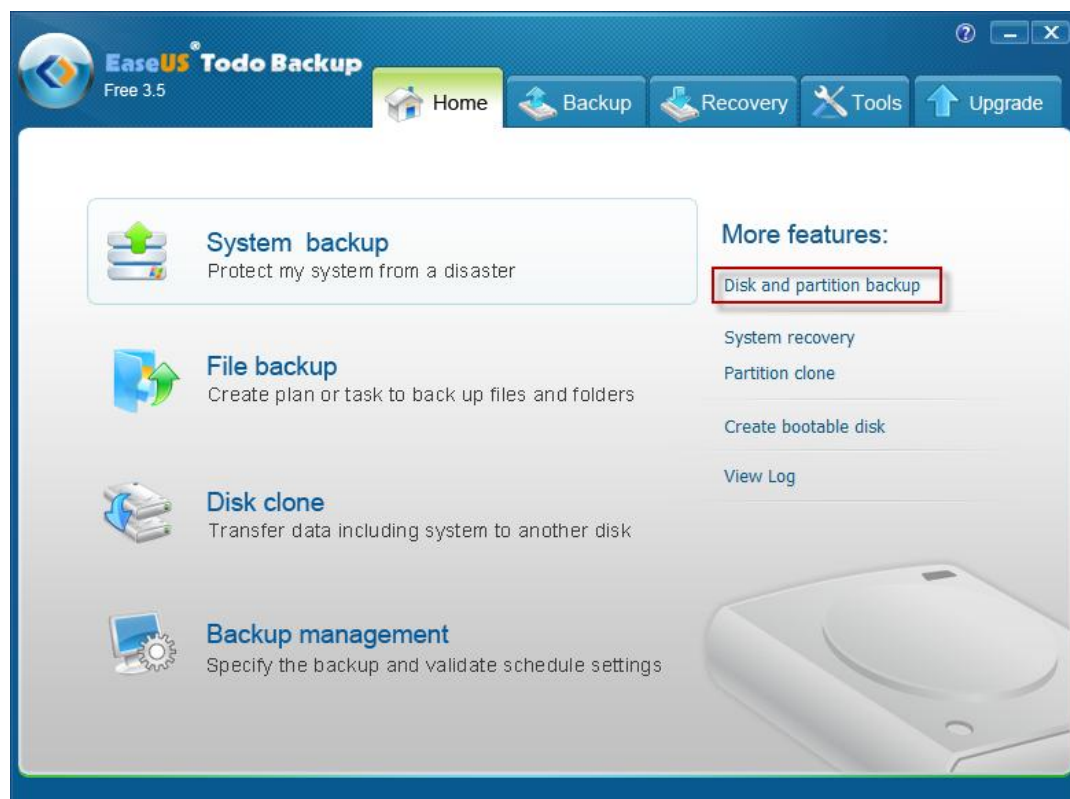 EaseUS® Todo Backup
Free 3.5
?
Home
Backup
Recovery
Tools
Upgrade
System backup
Protect my system from a disaster
File backup
Create plan or task to back up files and folders
Disk clone
Transfer data including system to another disk
Backup management
Specify the backup and validate schedule settings
More features:
Disk and partition backup
System recovery
Partition clone
Create bootable disk
View Log